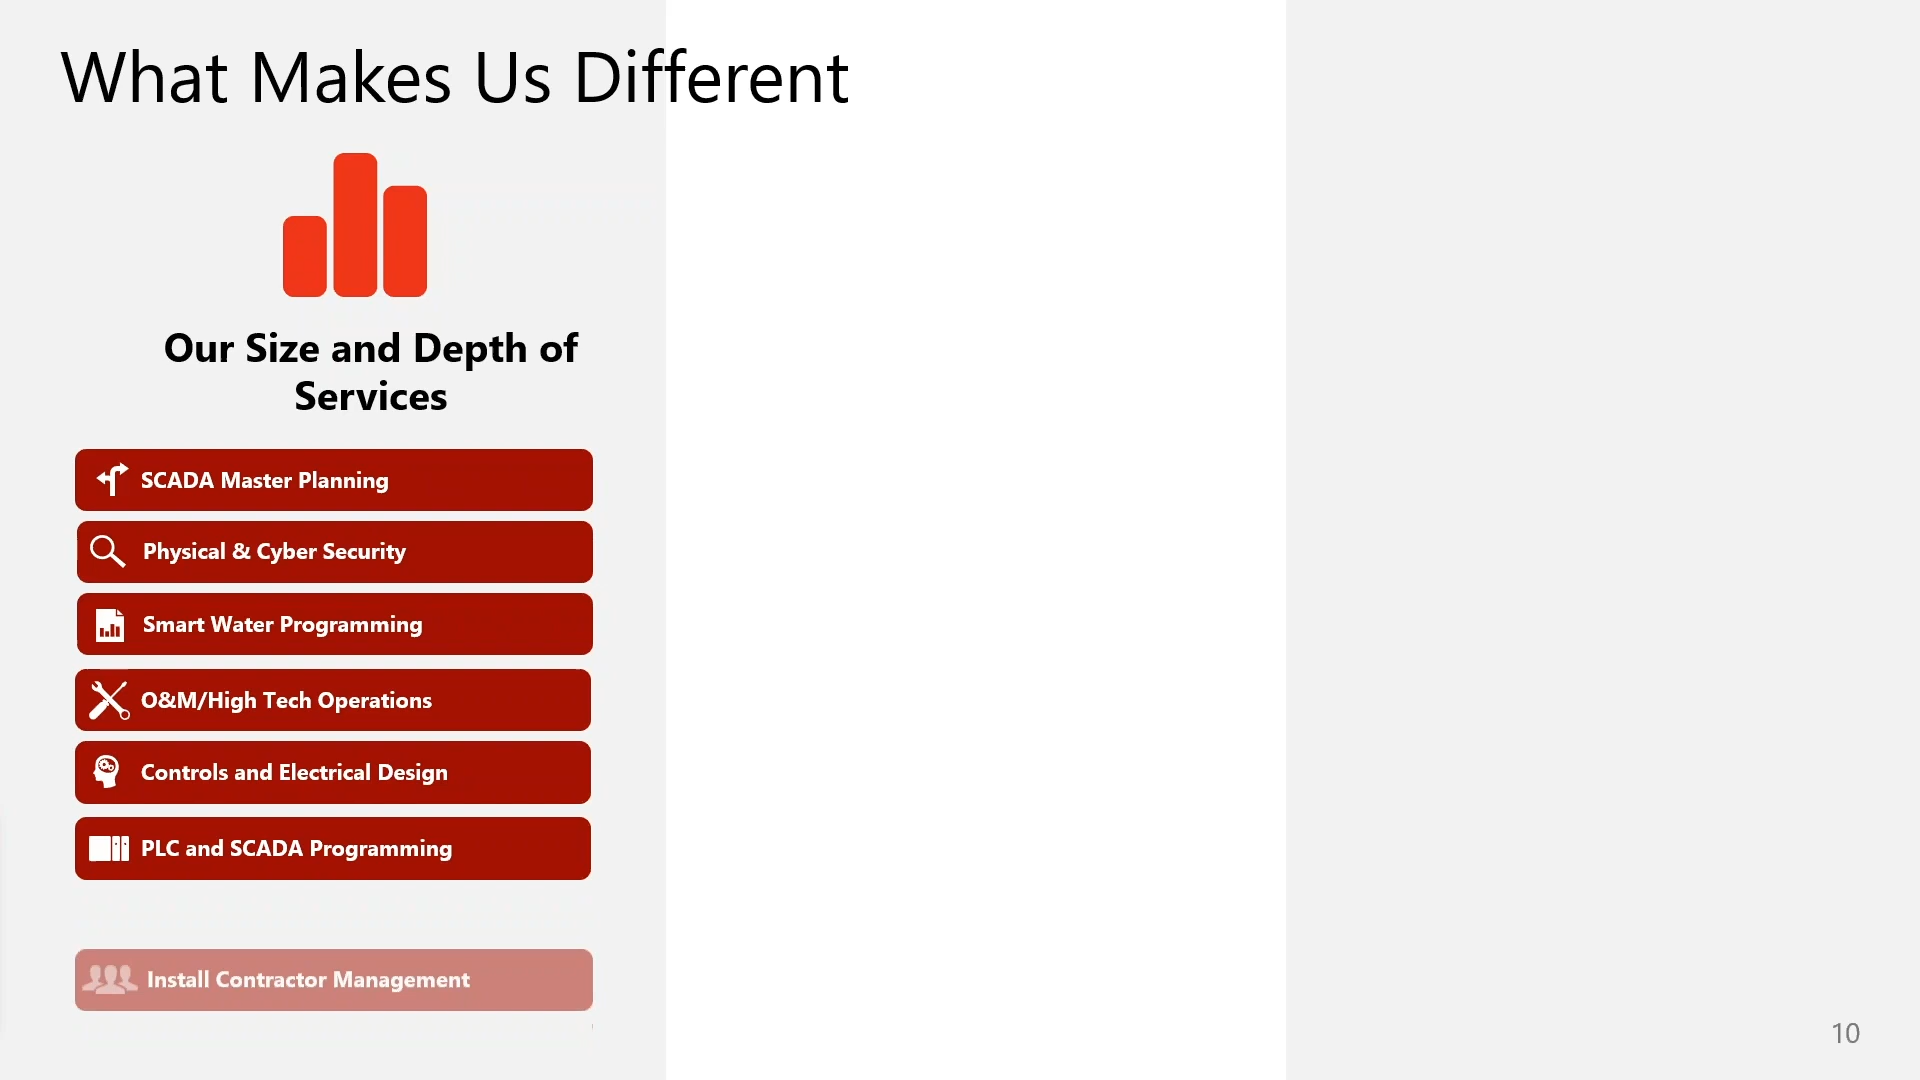 What Makes Us Different
Our Size and Depth of
Services
SCADA Master Planning
Physical & Cyber Security
Smart Water Programming
O&M/High Tech Operations
Controls and Electrical Design
PLC and SCADA Programming
Install Contractor Management
10